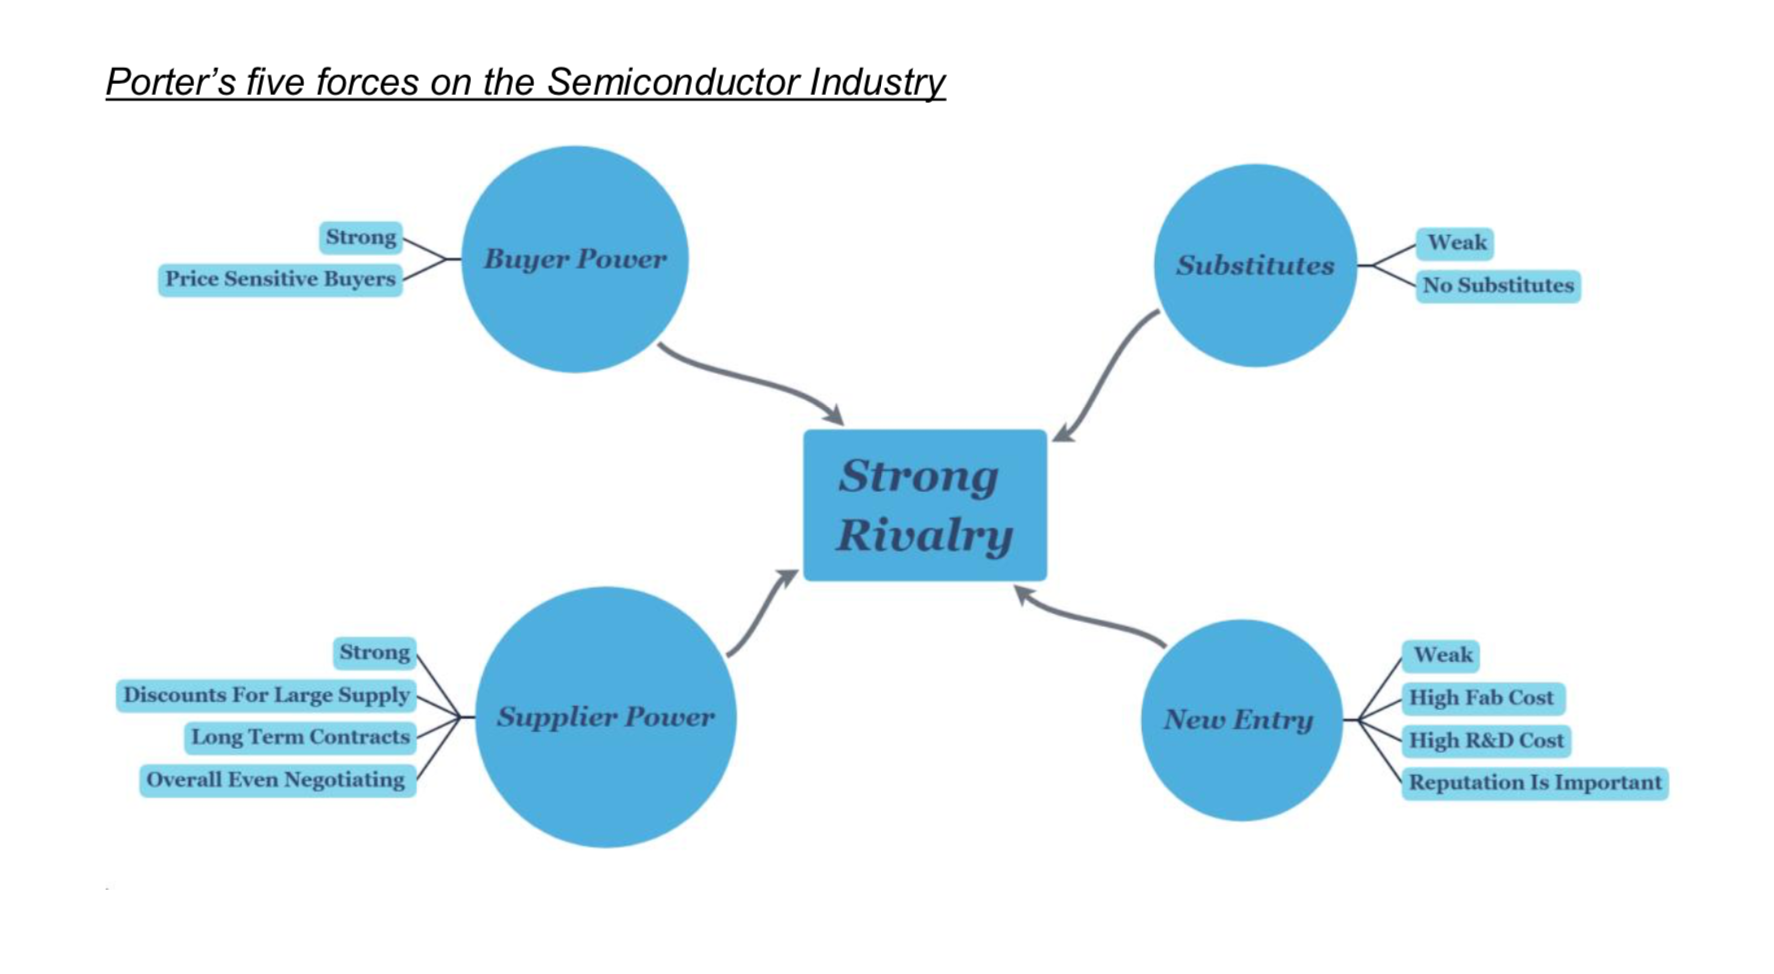 Porter’s five forces on the Semiconductor Industry
Buyer Power
Strong
Price Sensitive Buyers
Substitutes
Weak
No Substitutes
Strong
Rivalry
Supplier Power
Strong
Discounts For Large Supply
Long Term Contracts
Overall Even Negotiating
New Entry
Weak
High Fab Cost
High R&D Cost
Reputation Is Important